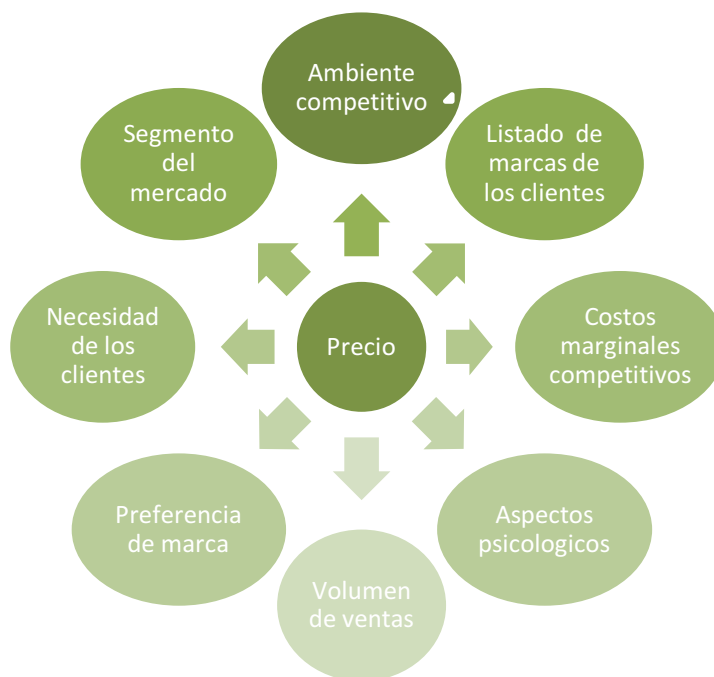 Ambiente
competitivo
Segmento
del
mercado
Listado de
marcas de
los clientes
Necesidad
de los
clientes
Precio
Costos
marginales
competitivos
Preferencia
de marca
Aspectos
psicologicos
Volumen
de ventas